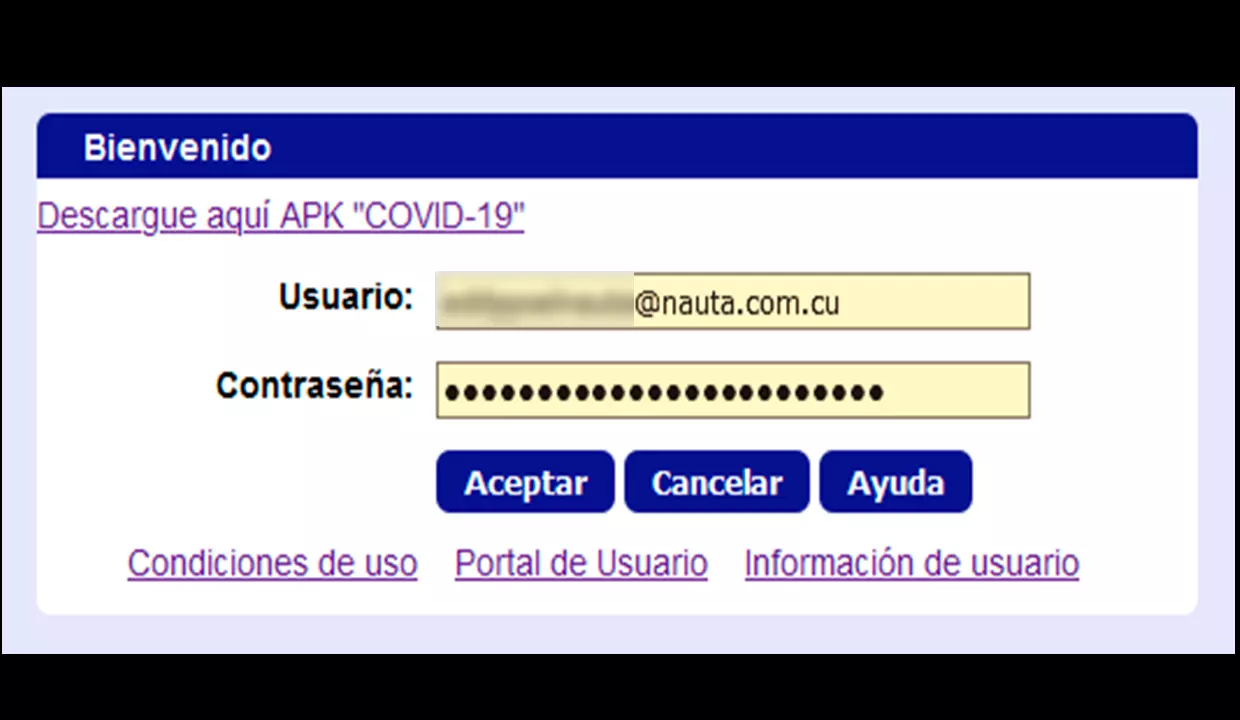 Bienvenido
Descargue aquí APK "COVID-19"
Usuario: @nauta.com.cu
Contraseña: ••••••••••••••••••••••••
Aceptar Cancelar Ayuda
Condiciones de uso Portal de Usuario Información de usuario